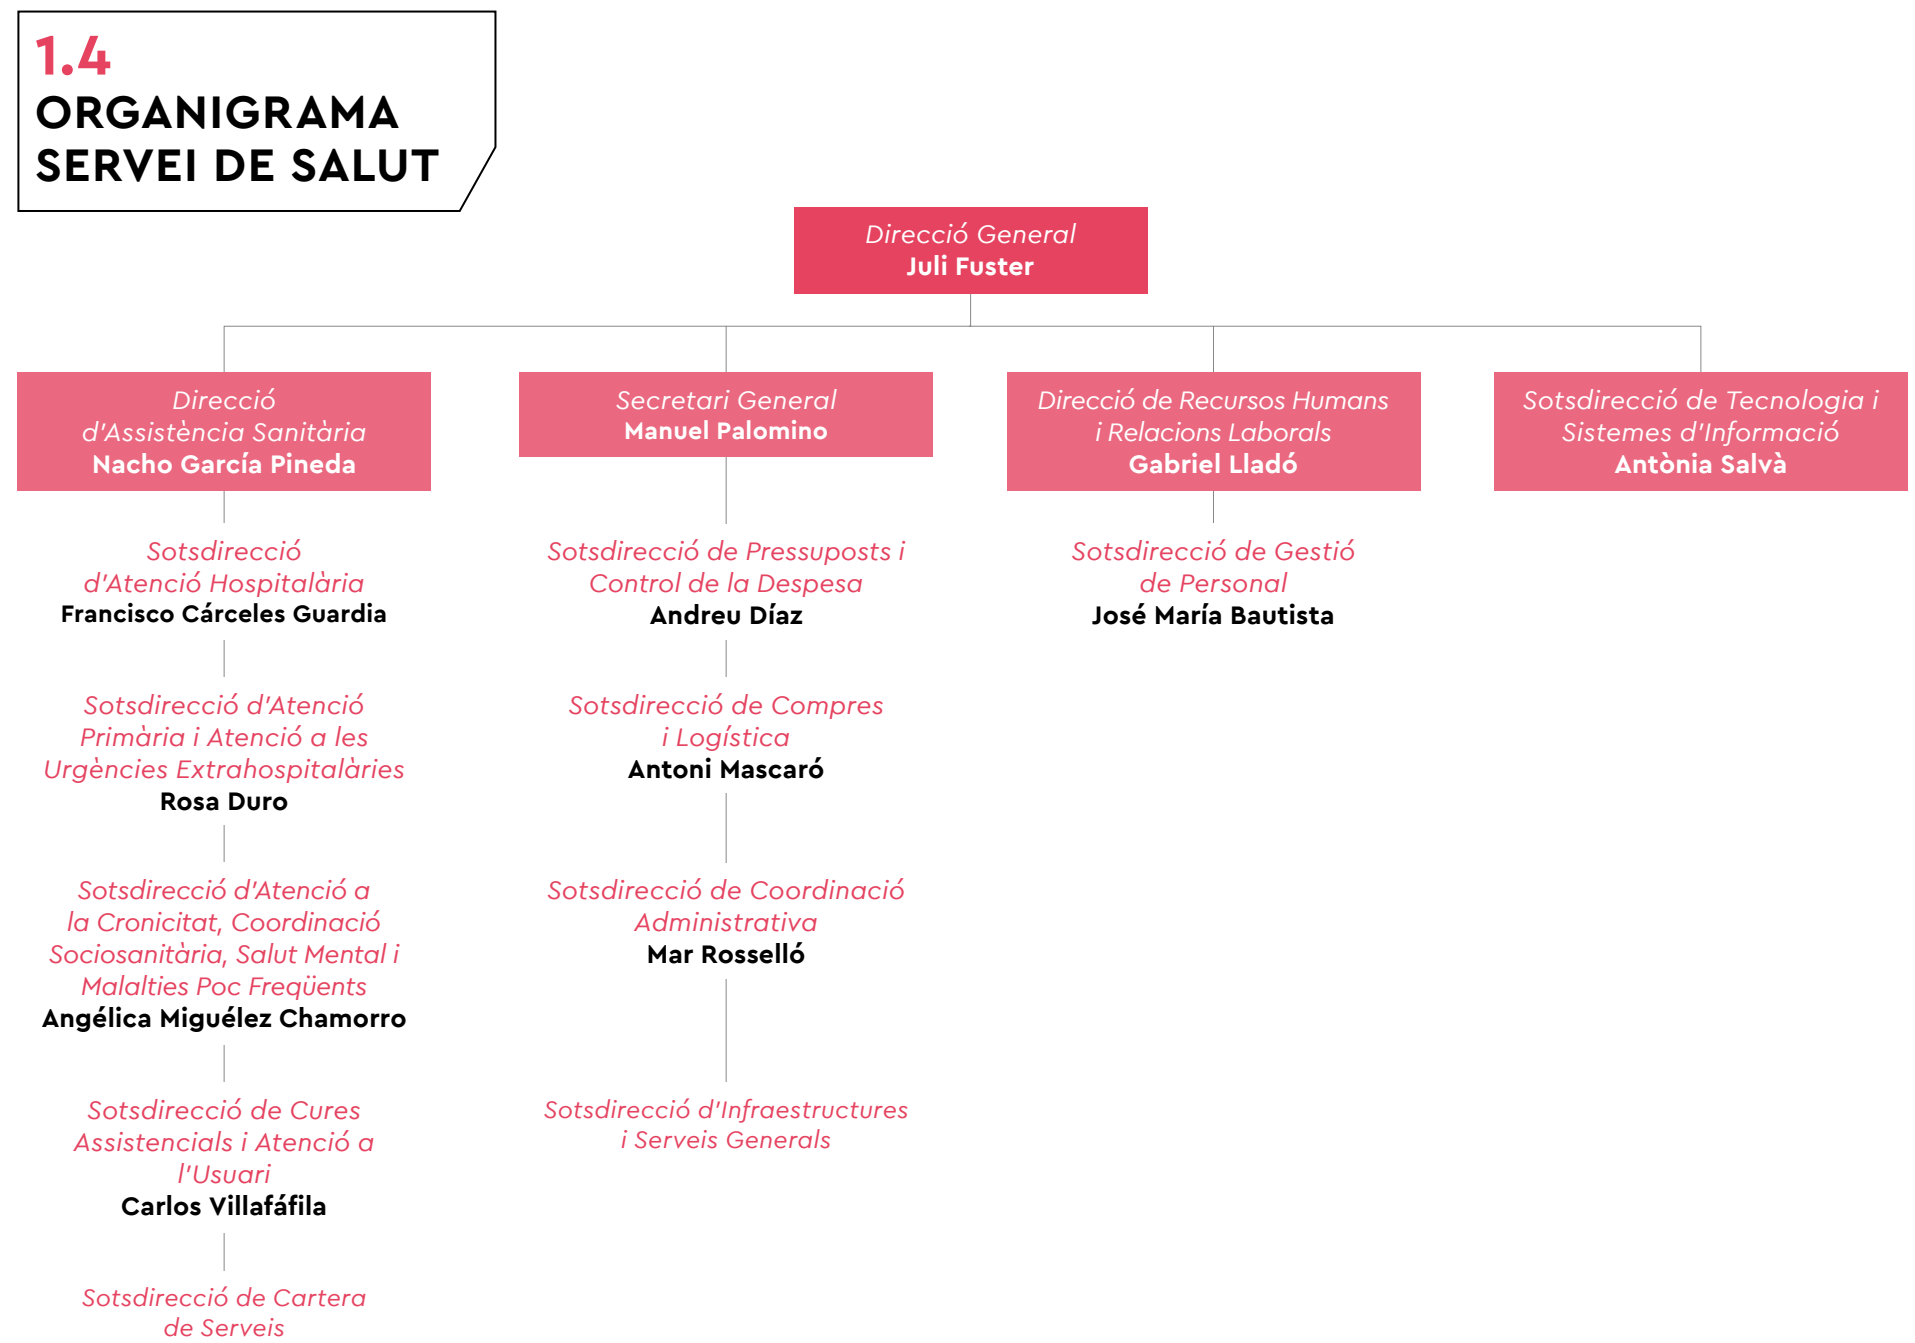 1.4
ORGANIGRAMA
SERVEI DE SALUT
Direcció General
Juli Fuster
Direcció
d'Assistència Sanitària
Nacho García Pineda
Sotsdirecció
d'Atenció Hospitalària
Francisco Cárceles Guardia
Sotsdirecció d'Atenció
Primària i Atenció a les
Urgències Extrahospitalàries
Rosa Duro
Sotsdirecció d'Atenció a
la Cronicitat, Coordinació
Sociosanitària, Salut Mental i
Malalties Poc Freqüents
Angélica Miguélez Chamorro
Sotsdirecció de Cures
Assistencials i Atenció a
l'Usuari
Carlos Villafáfila
Sotsdirecció de Cartera
de Serveis
Secretari General
Manuel Palomino
Sotsdirecció de Pressuposts i
Control de la Despesa
Andreu Díaz
Sotsdirecció de Compres
i Logística
Antoni Mascaró
Sotsdirecció de Coordinació
Administrativa
Mar Rosselló
Sotsdirecció d'Infraestructures
i Serveis Generals
Direcció de Recursos Humans
i Relacions Laborals
Gabriel Lladó
Sotsdirecció de Gestió
de Personal
José María Bautista
Sotsdirecció de Tecnologia i
Sistemes d'Informació
Antònia Salvà